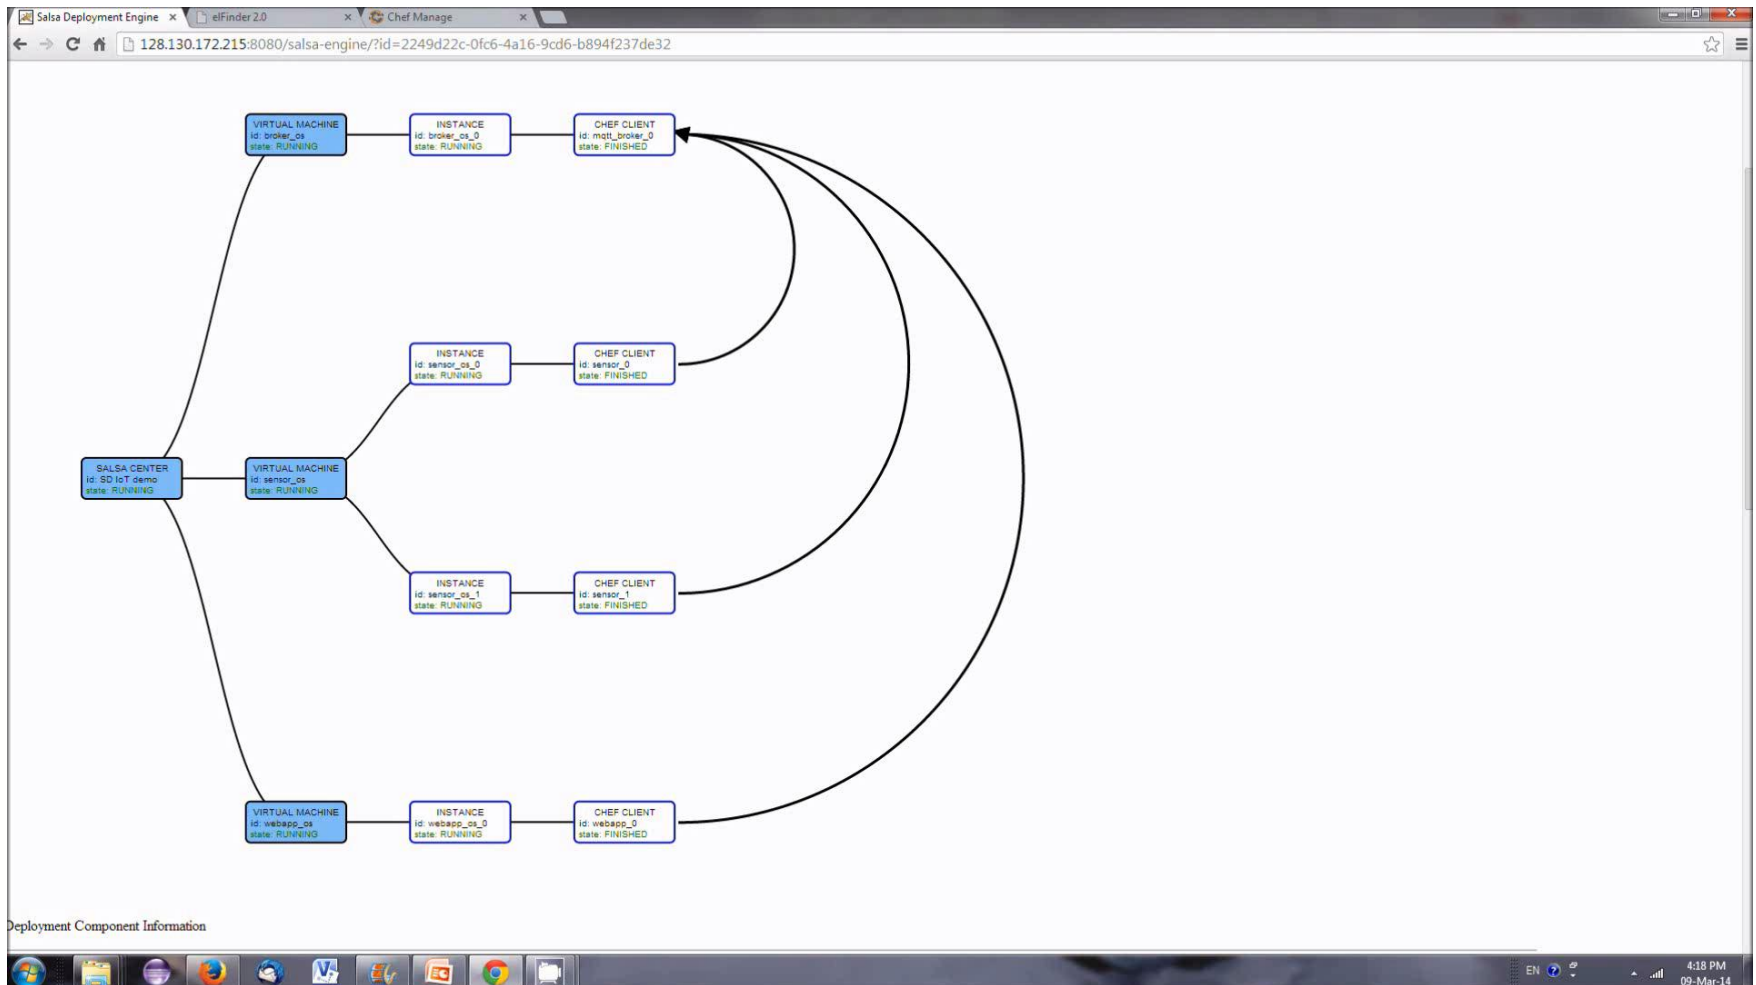 Salsa Deployment Engine
elFinder 2.0
Chef Manage
128.130.172.215:8080/salsa-engine/?id=2249d22c-0fc6-4a16-9cd6-b894f237de32
VIRTUAL MACHINE
id: broker_os
state: RUNNING
INSTANCE
id: broker_os_0
state: RUNNING
CHEF CLIENT
id: mqtt_broker_0
state: FINISHED
INSTANCE
id: sensor_os_0
state: RUNNING
CHEF CLIENT
id: sensor_0
state: FINISHED
SALSA CENTER
id: SD IoT demo
state: RUNNING
VIRTUAL MACHINE
id: sensor_os
state: RUNNING
INSTANCE
id: sensor_os_1
state: RUNNING
CHEF CLIENT
id: sensor_1
state: FINISHED
VIRTUAL MACHINE
id: webapp_os
state: RUNNING
INSTANCE
id: webapp_os_0
state: RUNNING
CHEF CLIENT
id: webapp_0
state: FINISHED
Deployment Component Information
EN
4:18 PM
09-Mar-14